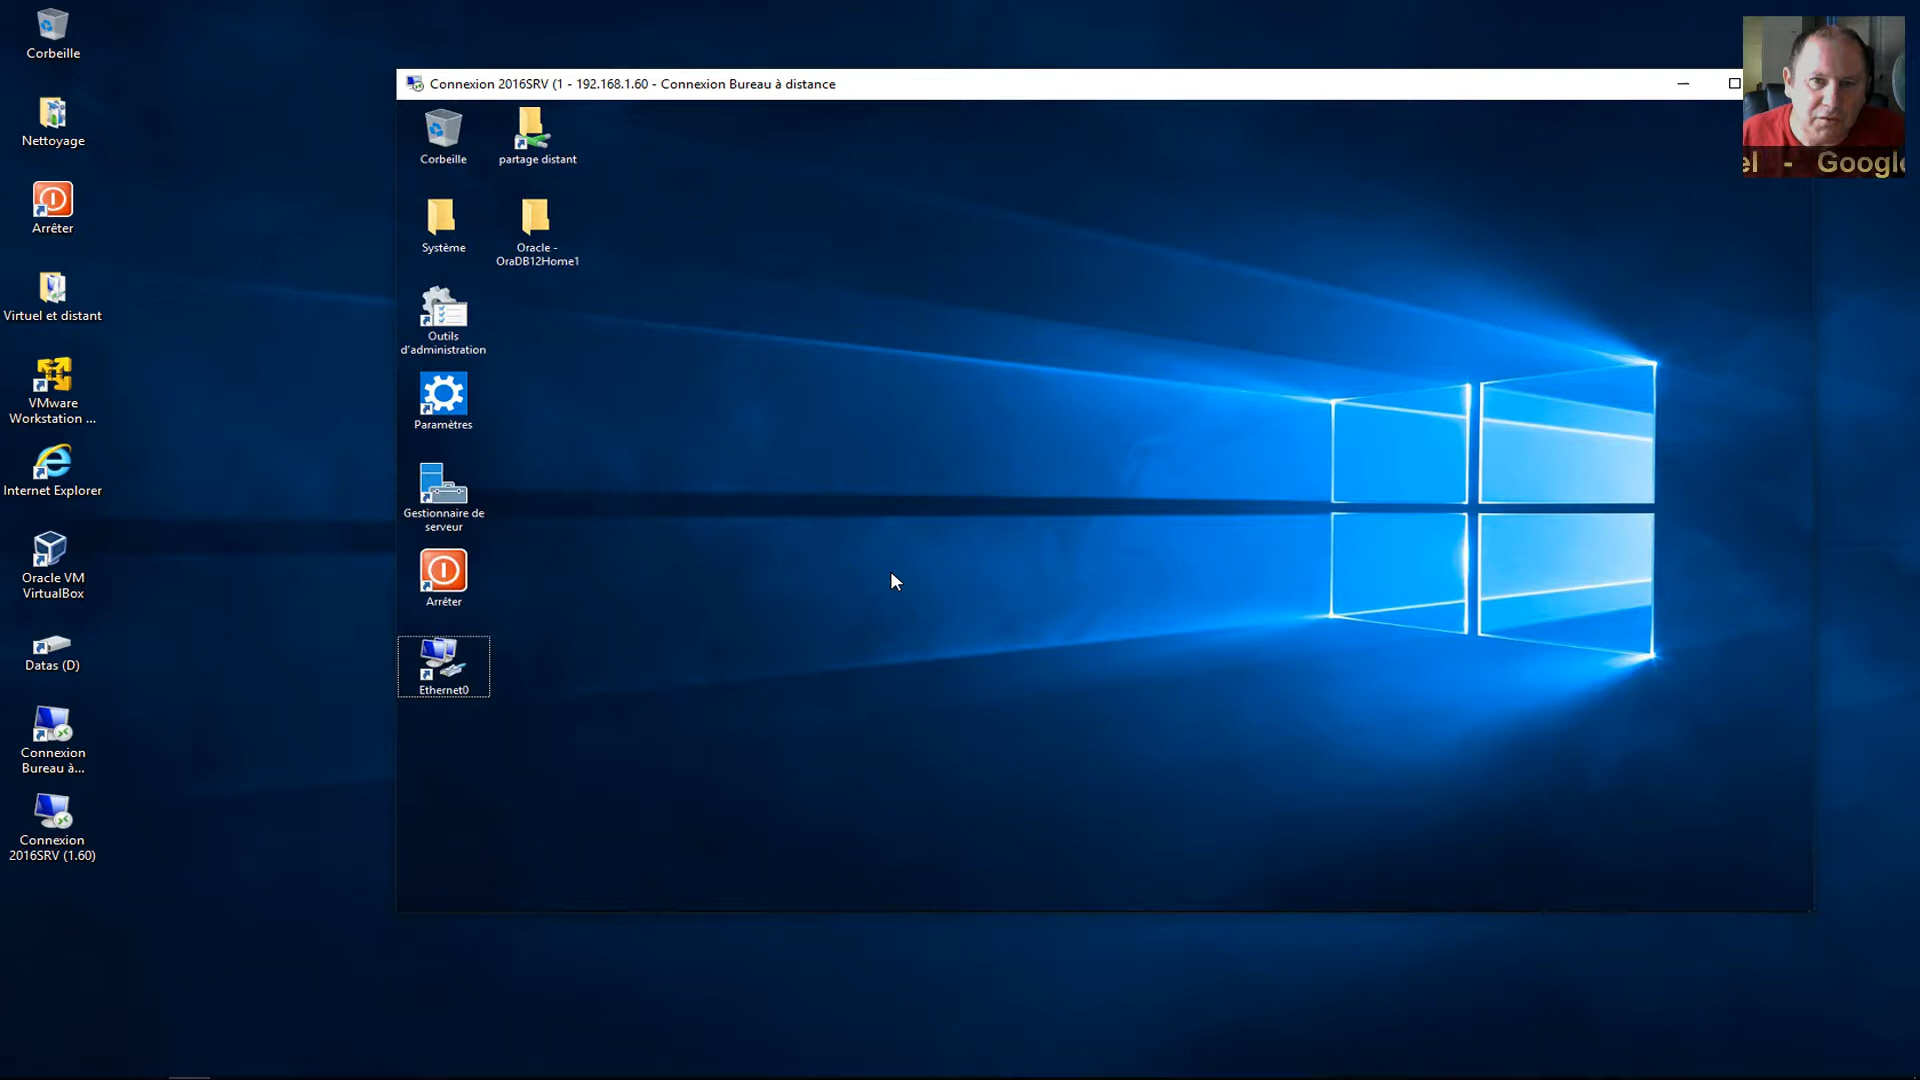 Corbeille
Nettoyage
Arrêter
Virtuel et distant
VMware
Workstation ...
Internet Explorer
Oracle VM
VirtualBox
Datas (D)
Connexion
Bureau à...
Connexion
2016SRV (1.60)
Connexion 2016SRV (1 - 192.168.1.60 - Connexion Bureau à distance
Corbeille
partage distant
Système
Oracle -
OraDB12Home1
Outils
d'administration
Paramètres
Gestionnaire de
serveur
Arrêter
Ethernet0
el - Google